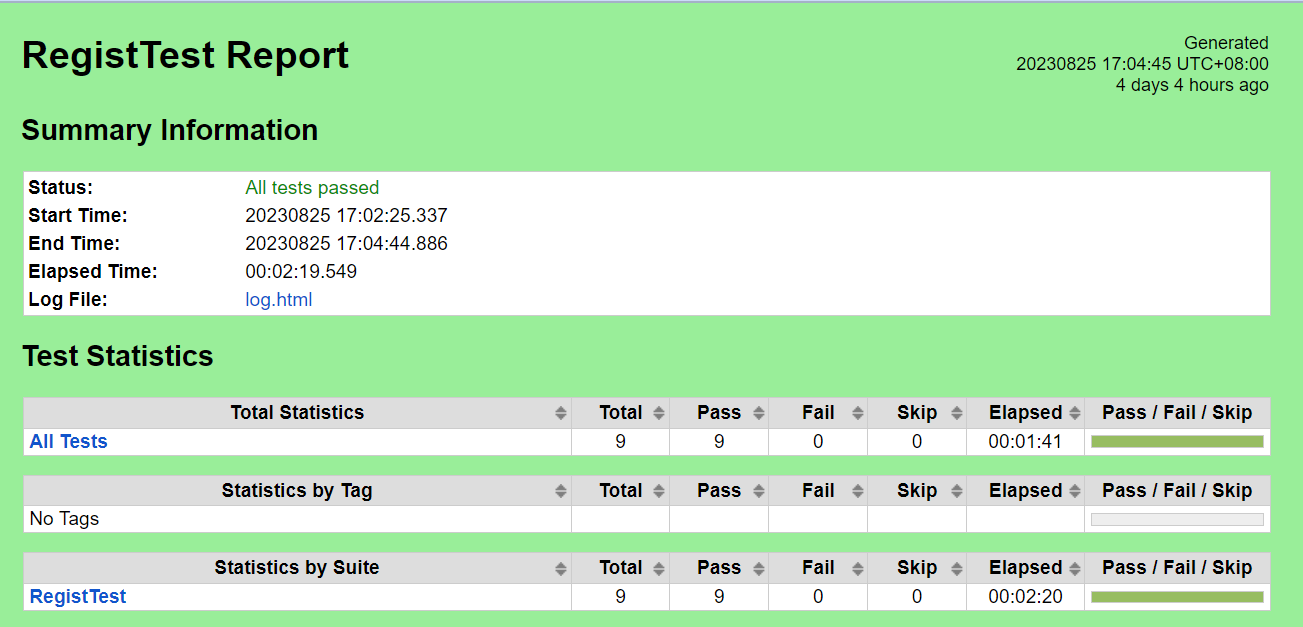 RegistTest Report
Generated
20230825 17:04:45 UTC+08:00
4 days 4 hours ago
Summary Information
Status: All tests passed
Start Time: 20230825 17:02:25.337
End Time: 20230825 17:04:44.886
Elapsed Time: 00:02:19.549
Log File: log.html
Test Statistics
Total Statistics Total Pass Fail Skip Elapsed Pass / Fail / Skip
All Tests 9 9 0 0 00:01:41
Statistics by Tag Total Pass Fail Skip Elapsed Pass / Fail / Skip
No Tags
Statistics by Suite Total Pass Fail Skip Elapsed Pass / Fail / Skip
RegistTest 9 9 0 0 00:02:20